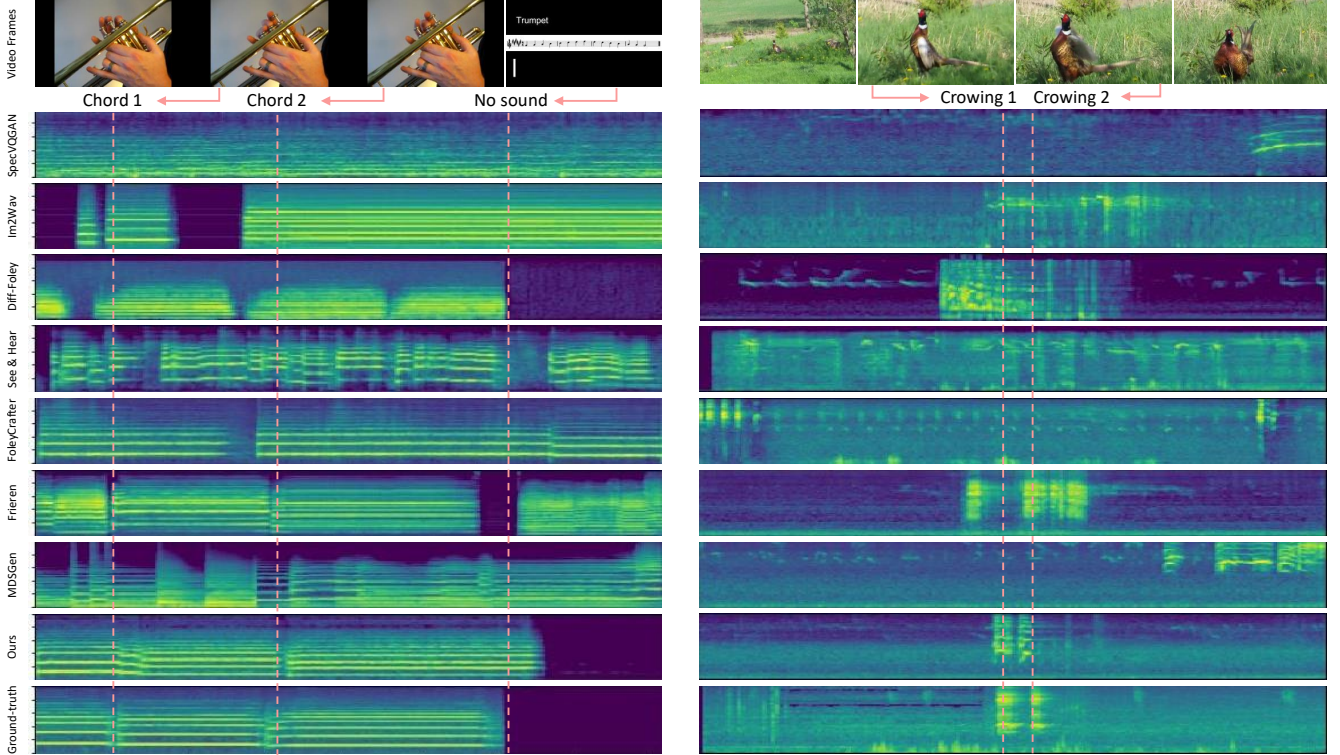 Video Frames
Trumpet
Chord 1
Chord 2
No sound
Crowing 1
Crowing 2
SpecVQGAN
Im2Wav
Diff-Foley
See & Hear
FoleyCrafter
Frieren
MDSGen
Ours
Ground-truth